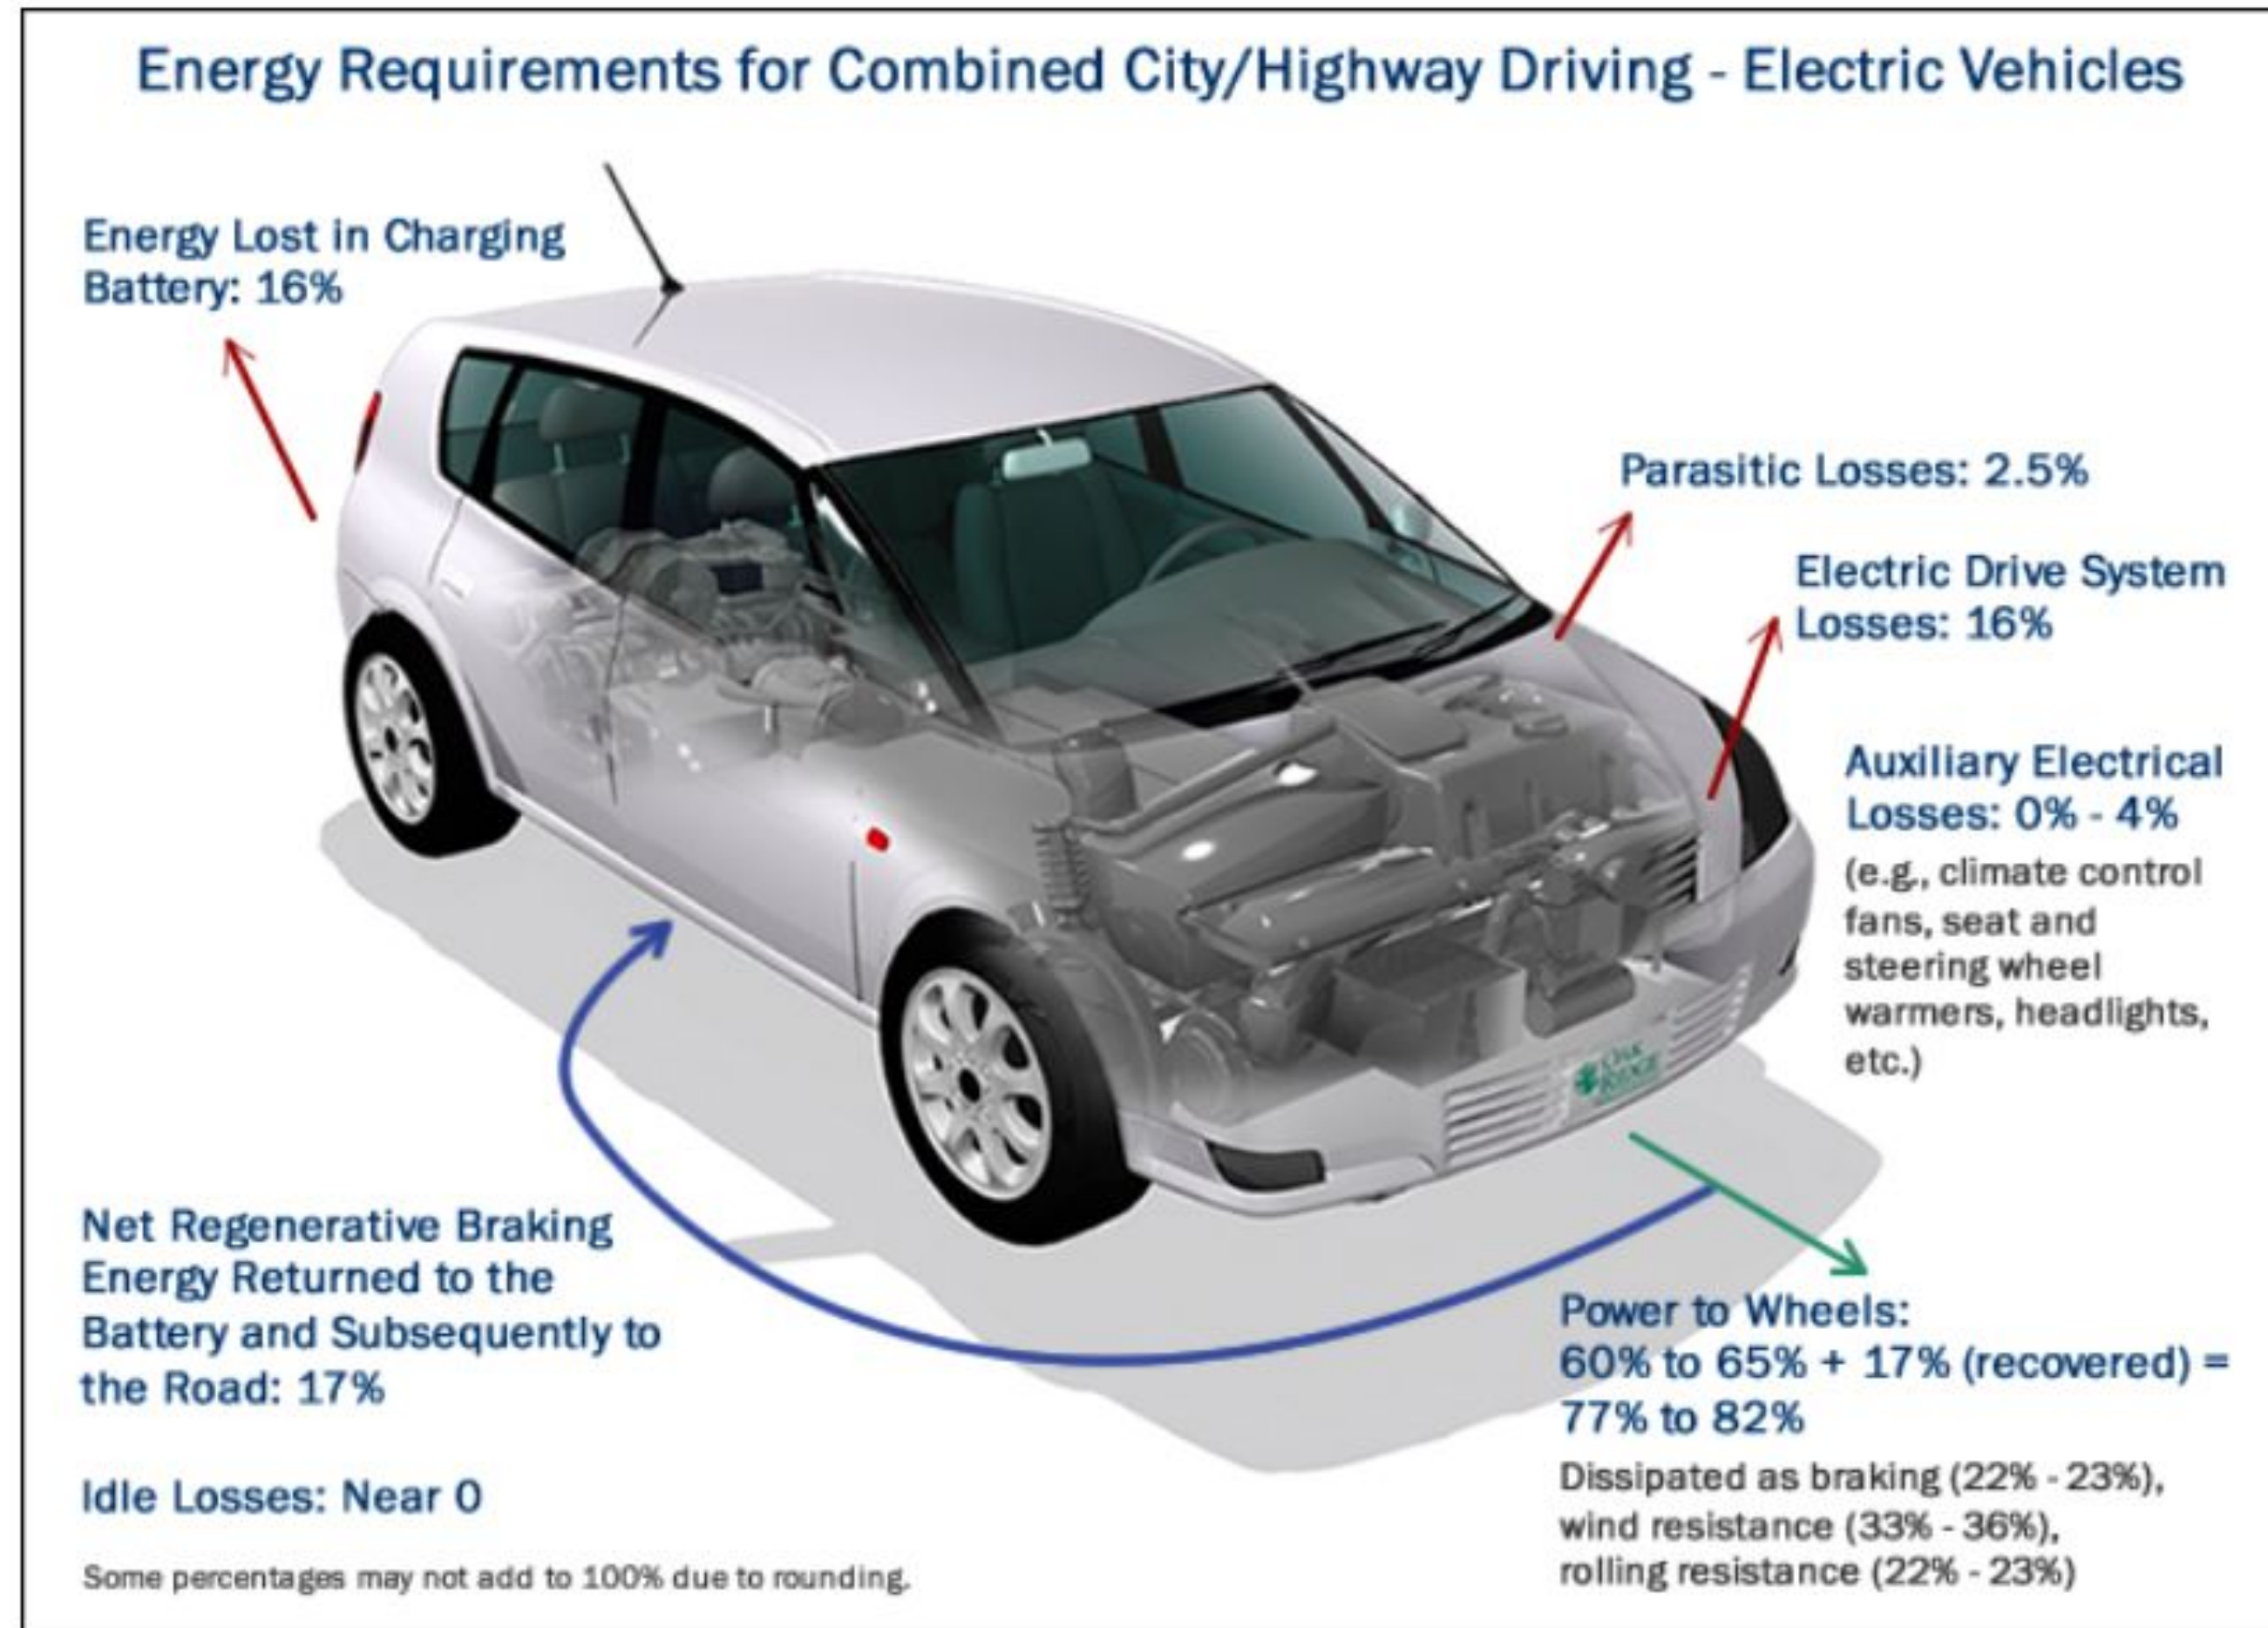 Energy Requirements for Combined City/Highway Driving - Electric Vehicles
Energy Lost in Charging
Battery: 16%
Parasitic Losses: 2.5%
Electric Drive System
Losses: 16%
Auxiliary Electrical
Losses: 0% - 4%
(e.g., climate control
fans, seat and
steering wheel
warmers, headlights,
etc.)
OAK
RIDGE
Net Regenerative Braking
Energy Returned to the
Battery and Subsequently to
the Road: 17%
Idle Losses: Near 0
Some percentages may not add to 100% due to rounding.
Power to Wheels:
60% to 65% + 17% (recovered) =
77% to 82%
Dissipated as braking (22% - 23%),
wind resistance (33% - 36%),
rolling resistance (22% - 23%)